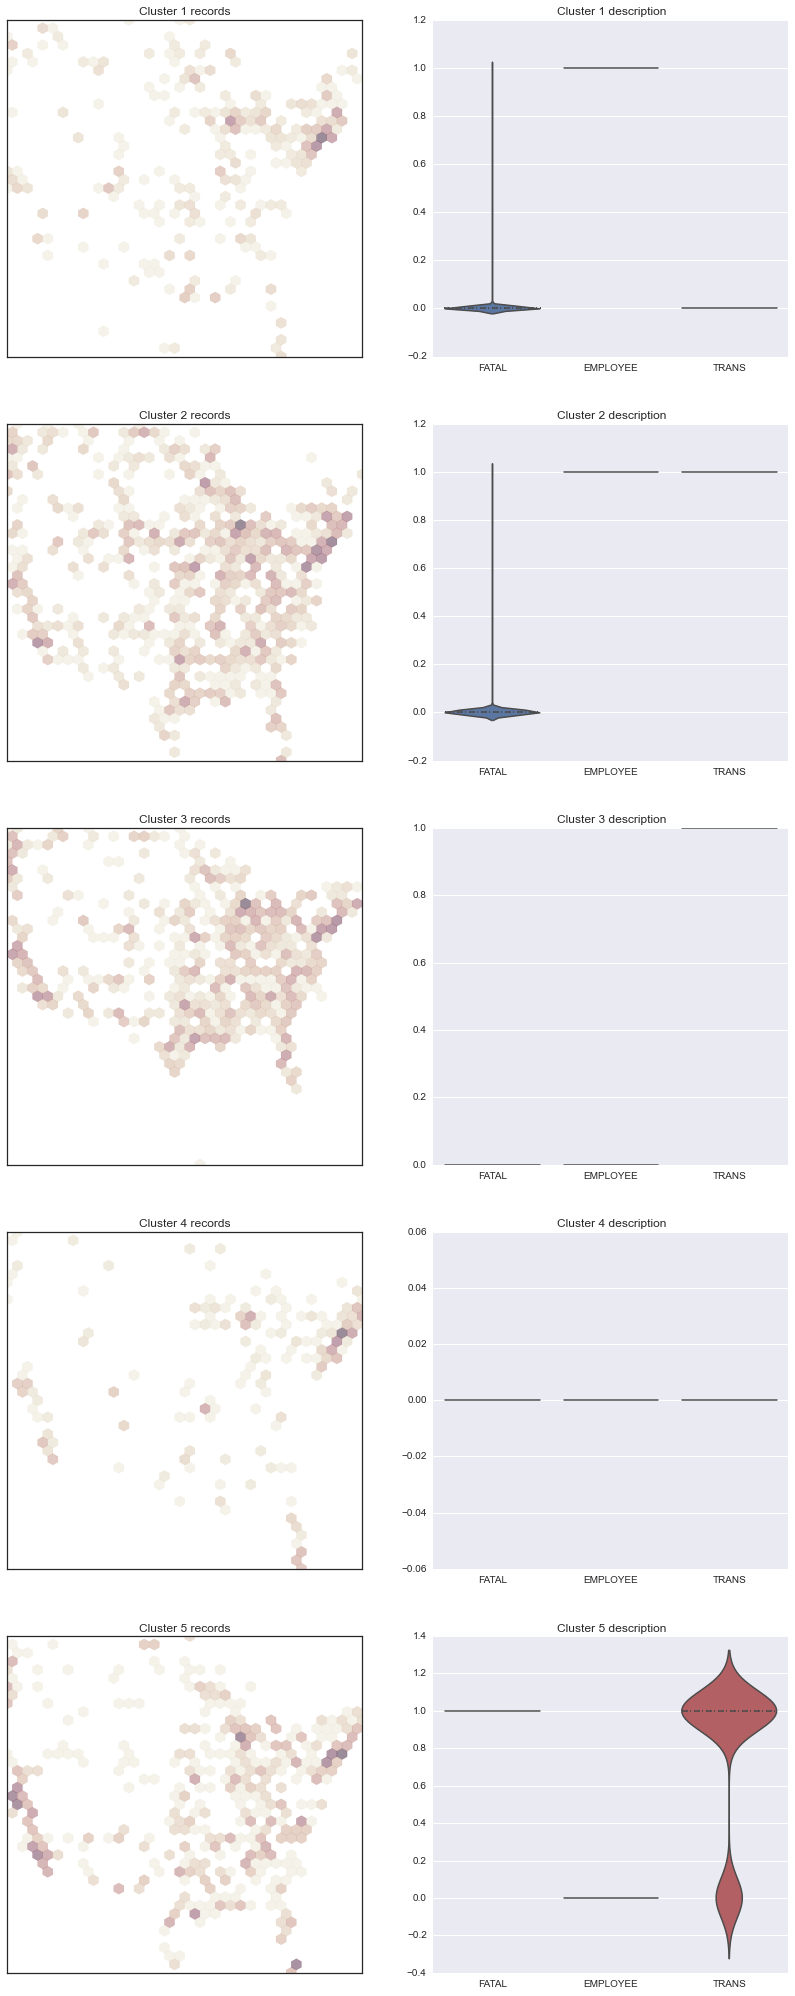 Cluster 1 records
Cluster 1 description
1.2
1.0
0.8
0.6
0.4
0.2
0.0
−0.2
FATAL EMPLOYEE TRANS
Cluster 2 records
Cluster 2 description
1.2
1.0
0.8
0.6
0.4
0.2
0.0
−0.2
FATAL EMPLOYEE TRANS
Cluster 3 records
Cluster 3 description
1.0
0.8
0.6
0.4
0.2
0.0
FATAL EMPLOYEE TRANS
Cluster 4 records
Cluster 4 description
0.06
0.04
0.02
0.00
−0.02
−0.04
−0.06
FATAL EMPLOYEE TRANS
Cluster 5 records
Cluster 5 description
1.4
1.2
1.0
0.8
0.6
0.4
0.2
0.0
−0.2
−0.4
FATAL EMPLOYEE TRANS